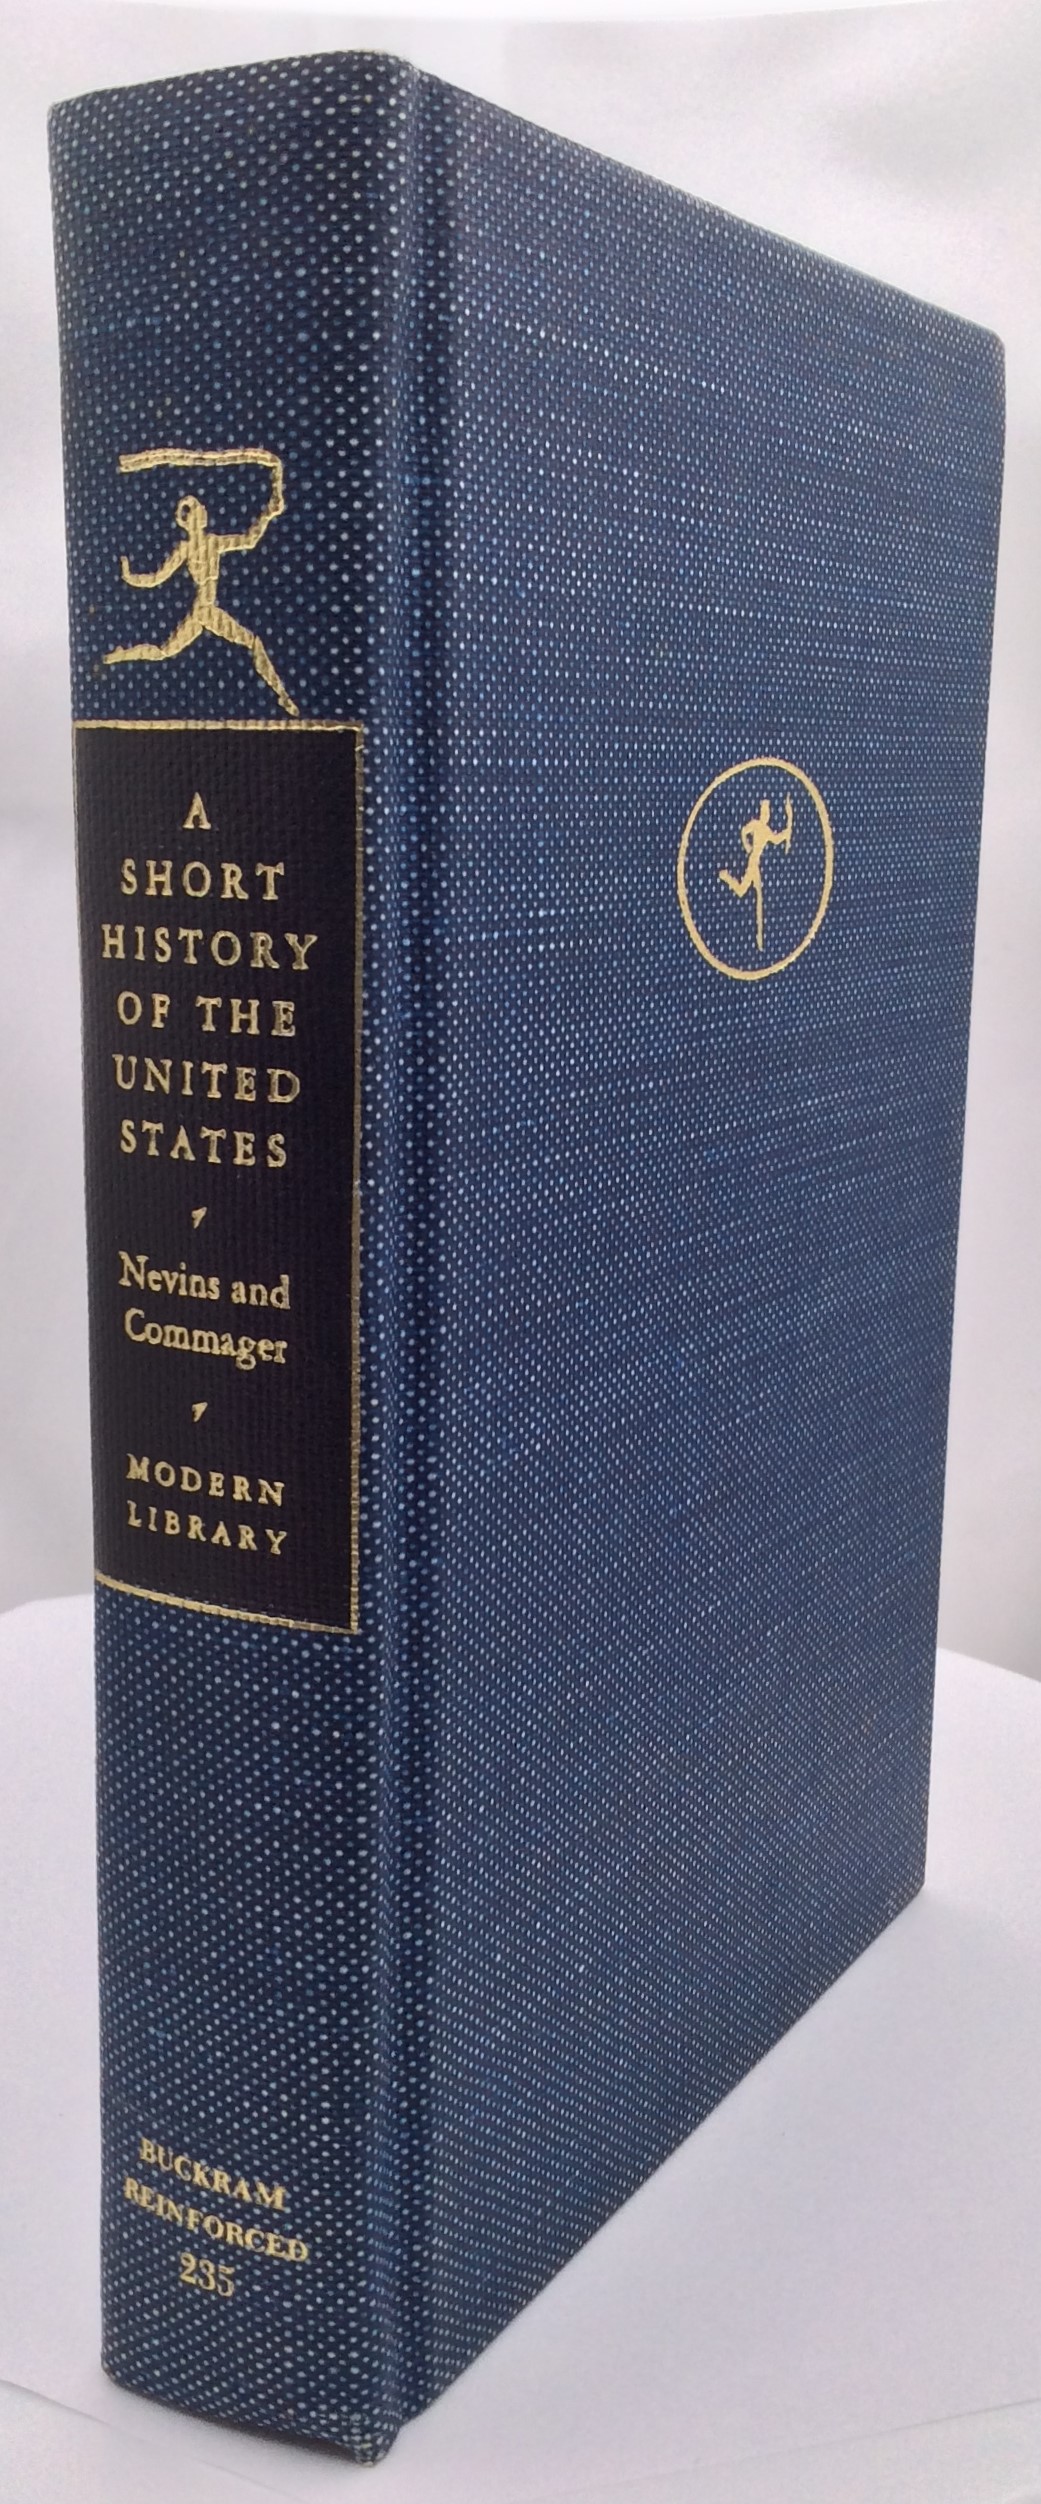 A
SHORT
HISTORY
OF THE
UNITED
STATES
Nevins and
Commager
MODERN
LIBRARY
BUCKRAM
REINFORCED
235